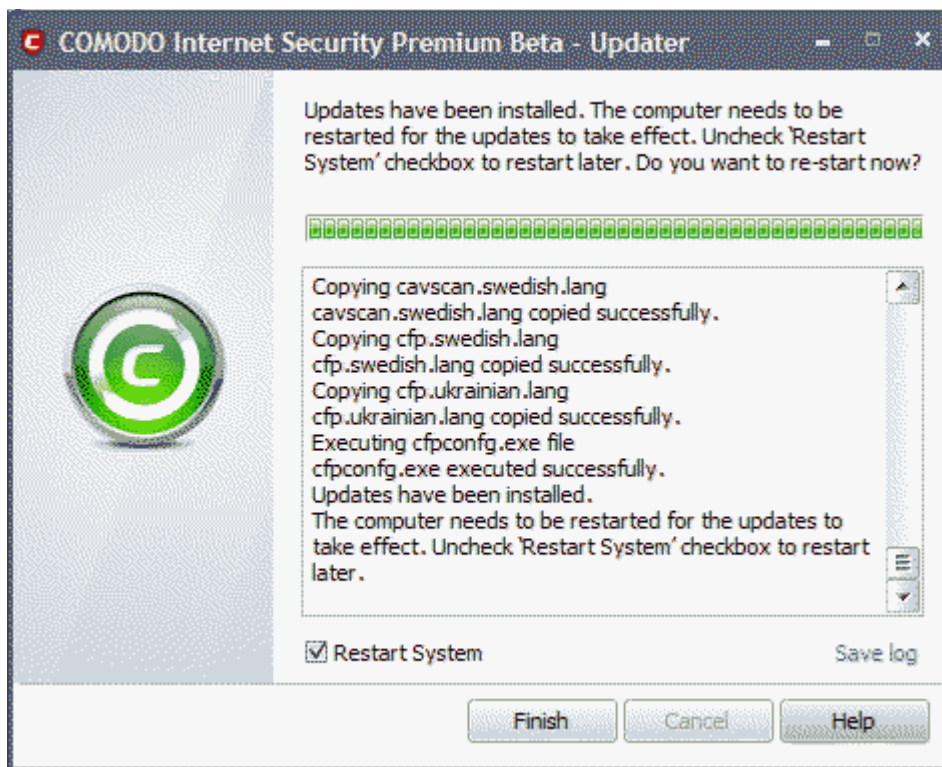 COMODO Internet Security Premium Beta - Updater
Updates have been installed. The computer needs to be
restarted for the updates to take effect. Uncheck 'Restart
System' checkbox to restart later. Do you want to re-start now?
Copying cavscan.swedish.lang
cavscan.swedish.lang copied successfully.
Copying cfp.swedish.lang
cfp.swedish.lang copied successfully.
Copying cfp.ukrainian.lang
cfp.ukrainian.lang copied successfully.
Executing cfpconfg.exe file
cfpconfg.exe executed successfully.
Updates have been installed.
The computer needs to be restarted for the updates to
take effect. Uncheck 'Restart System' checkbox to restart
later.
Restart System
Save log
Finish
Cancel
Help